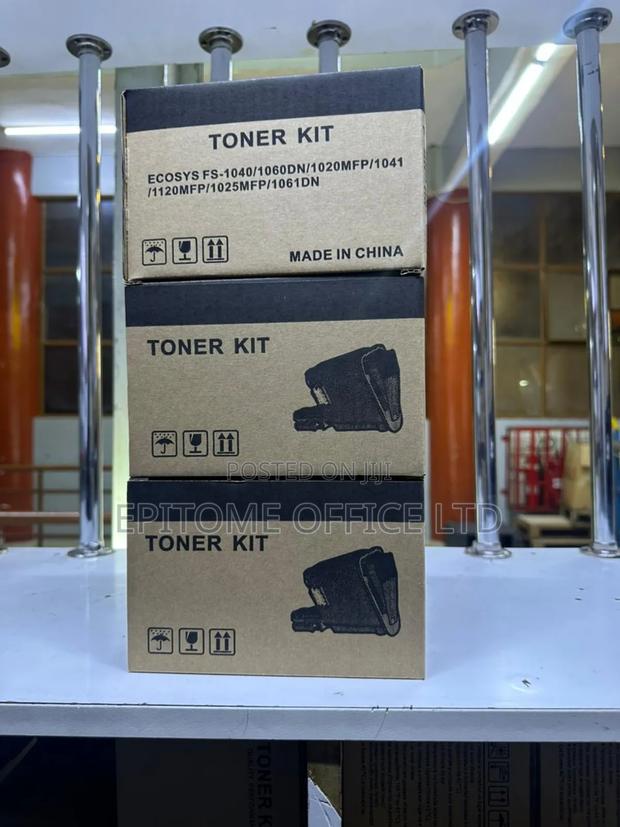 TONER KIT
ECOSYS FS-1040/1060DN/1020MFP/1041
/1120MFP/1025MFP/1061DN
MADE IN CHINA
TONER KIT
POSTED ON JIJI
EPITOME OFFICE LTD
TONER KIT
TONER KIT